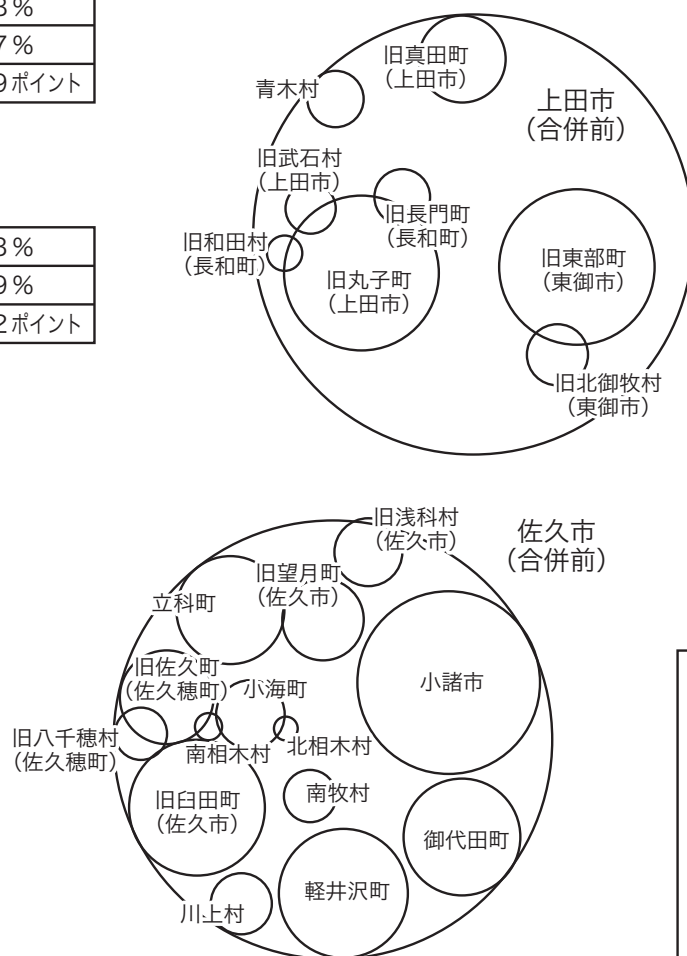 3％
7％
9ポイント
3％
9％
2ポイント
旧真田町
（上田市）
青木村
上田市
（合併前）
旧武石村
（上田市）
旧長門町
（長和町）
旧和田村
（長和町）
旧丸子町
（上田市）
旧東部町
（東御市）
旧北御牧村
（東御市）
旧浅科村
（佐久市）
佐久市
（合併前）
旧望月町
（佐久市）
立科町
旧佐久町
（佐久穂町）
小海町
小諸市
旧八千穂村
（佐久穂町）
南相木村
北相木村
旧臼田町
（佐久市）
南牧村
御代田町
軽井沢町
川上村